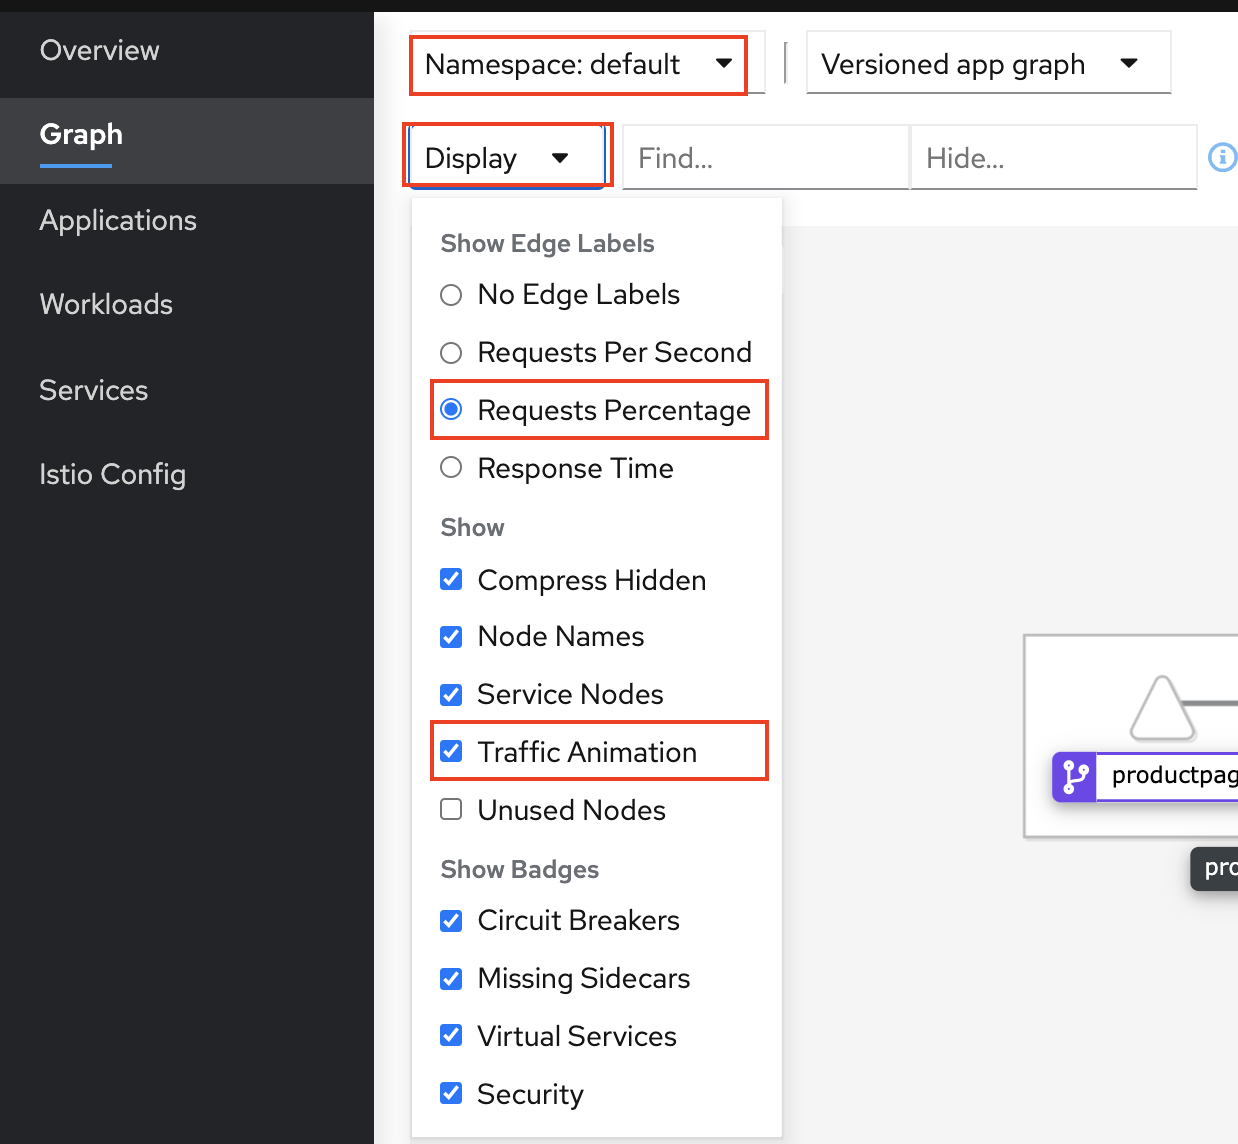 Overview
Graph
Applications
Workloads
Services
Istio Config
Namespace: default
Versioned app graph
Display
Find...
Hide...
Show Edge Labels
No Edge Labels
Requests Per Second
Requests Percentage
Response Time
Show
Compress Hidden
Node Names
Service Nodes
Traffic Animation
Unused Nodes
Show Badges
Circuit Breakers
Missing Sidecars
Virtual Services
Security
productpag
pro